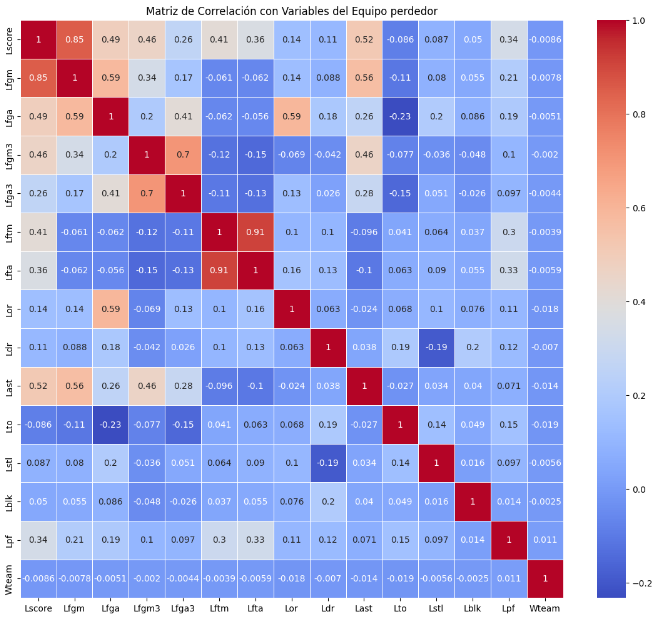 Matriz de Correlación con Variables del Equipo perdedor
Lscore 1 0.85 0.49 0.46 0.26 0.41 0.36 0.14 0.11 0.52 -0.086 0.087 0.05 0.34 -0.0086
Lfgm 0.85 1 0.59 0.34 0.17 -0.061 -0.062 0.14 0.088 0.56 -0.11 0.08 0.055 0.21 -0.0078
Lfga 0.49 0.59 1 0.2 0.41 -0.062 -0.056 0.59 0.18 0.26 -0.23 0.2 0.086 0.19 -0.0051
Lfgm3 0.46 0.34 0.2 1 0.7 -0.12 -0.15 -0.069 -0.042 0.46 -0.077 -0.036 -0.048 0.1 -0.002
Lfga3 0.26 0.17 0.41 0.7 1 -0.11 -0.13 0.13 0.026 0.28 -0.15 0.051 -0.026 0.097 -0.0044
Lftm 0.41 -0.061 -0.062 -0.12 -0.11 1 0.91 0.1 0.1 -0.096 0.041 0.064 0.037 0.3 -0.0039
Lfta 0.36 -0.062 -0.056 -0.15 -0.13 0.91 1 0.16 0.13 -0.1 0.063 0.09 0.055 0.33 -0.0059
Lor 0.14 0.14 0.59 -0.069 0.13 0.1 0.16 1 0.063 -0.024 0.068 0.1 0.076 0.11 -0.018
Ldr 0.11 0.088 0.18 -0.042 0.026 0.1 0.13 0.063 1 0.038 0.19 -0.19 0.2 0.12 -0.007
Last 0.52 0.56 0.26 0.46 0.28 -0.096 -0.1 -0.024 0.038 1 -0.027 0.034 0.04 0.071 -0.014
Lto -0.086 -0.11 -0.23 -0.077 -0.15 0.041 0.063 0.068 0.19 -0.027 1 0.14 0.049 0.15 -0.019
Lstl 0.087 0.08 0.2 -0.036 0.051 0.064 0.09 0.1 -0.19 0.034 0.14 1 0.016 0.097 -0.0056
Lblk 0.05 0.055 0.086 -0.048 -0.026 0.037 0.055 0.076 0.2 0.04 0.049 0.016 1 0.014 -0.0025
Lpf 0.34 0.21 0.19 0.1 0.097 0.3 0.33 0.11 0.12 0.071 0.15 0.097 0.014 1 0.011
Wteam -0.0086 -0.0078 -0.0051 -0.002 -0.0044 -0.0039 -0.0059 -0.018 -0.007 -0.014 -0.019 -0.0056 -0.0025 0.011 1
Lscore Lfgm Lfga Lfgm3 Lfga3 Lftm Lfta Lor Ldr Last Lto Lstl Lblk Lpf Wteam
1.0
0.8
0.6
0.4
0.2
0.0
−0.2